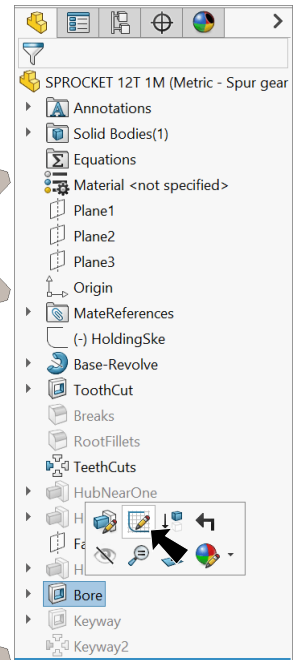 SPROCKET 12T 1M (Metric - Spur gear
Annotations
Solid Bodies(1)
Equations
Material <not specified>
Plane1
Plane2
Plane3
Origin
MateReferences
(-) HoldingSke
Base-Revolve
ToothCut
Breaks
RootFillets
TeethCuts
HubNearOne
H
Fa
H
Bore
Keyway
Keyway2